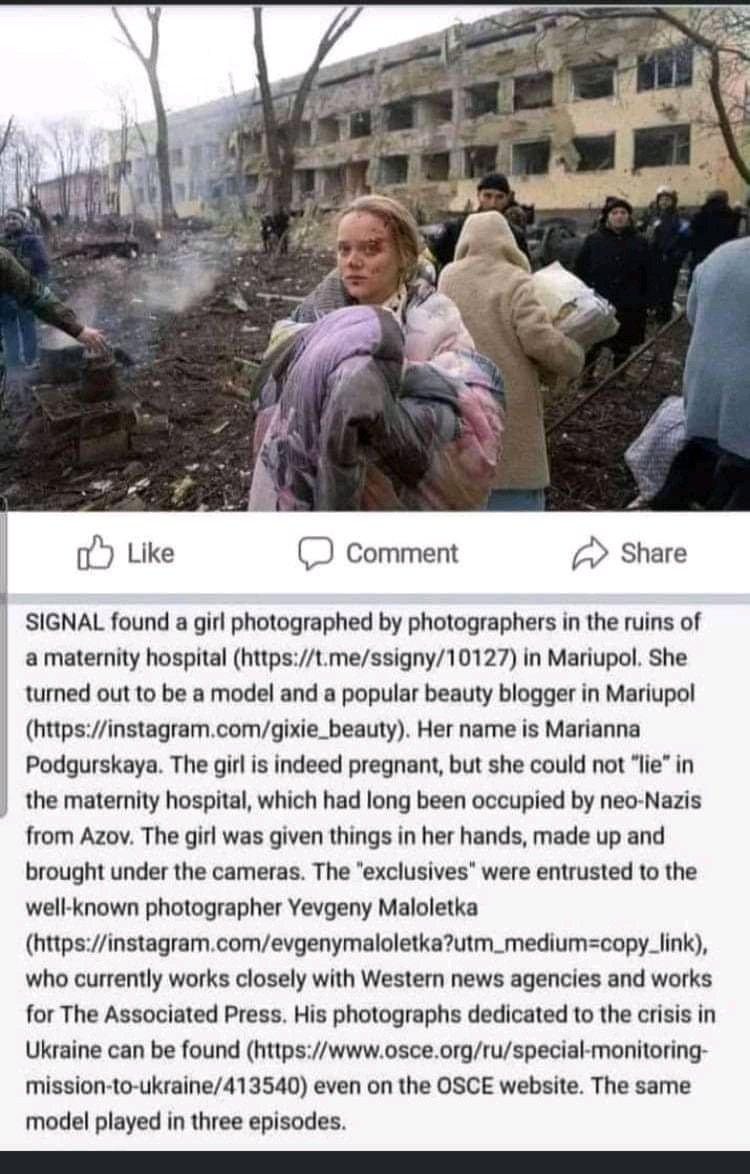 Like Comment Share
SIGNAL found a girl photographed by photographers in the ruins of
a maternity hospital (https://t.me/ssigny/10127) in Mariupol. She
turned out to be a model and a popular beauty blogger in Mariupol
(https://instagram.com/gixie_beauty). Her name is Marianna
Podgurskaya. The girl is indeed pregnant, but she could not "lie" in
the maternity hospital, which had long been occupied by neo-Nazis
from Azov. The girl was given things in her hands, made up and
brought under the cameras. The "exclusives" were entrusted to the
well-known photographer Yevgeny Maloletka
(https://instagram.com/evgenymaloletka?utm_medium=copy_link),
who currently works closely with Western news agencies and works
for The Associated Press. His photographs dedicated to the crisis in
Ukraine can be found (https://www.osce.org/ru/special-monitoring-
mission-to-ukraine/413540) even on the OSCE website. The same
model played in three episodes.